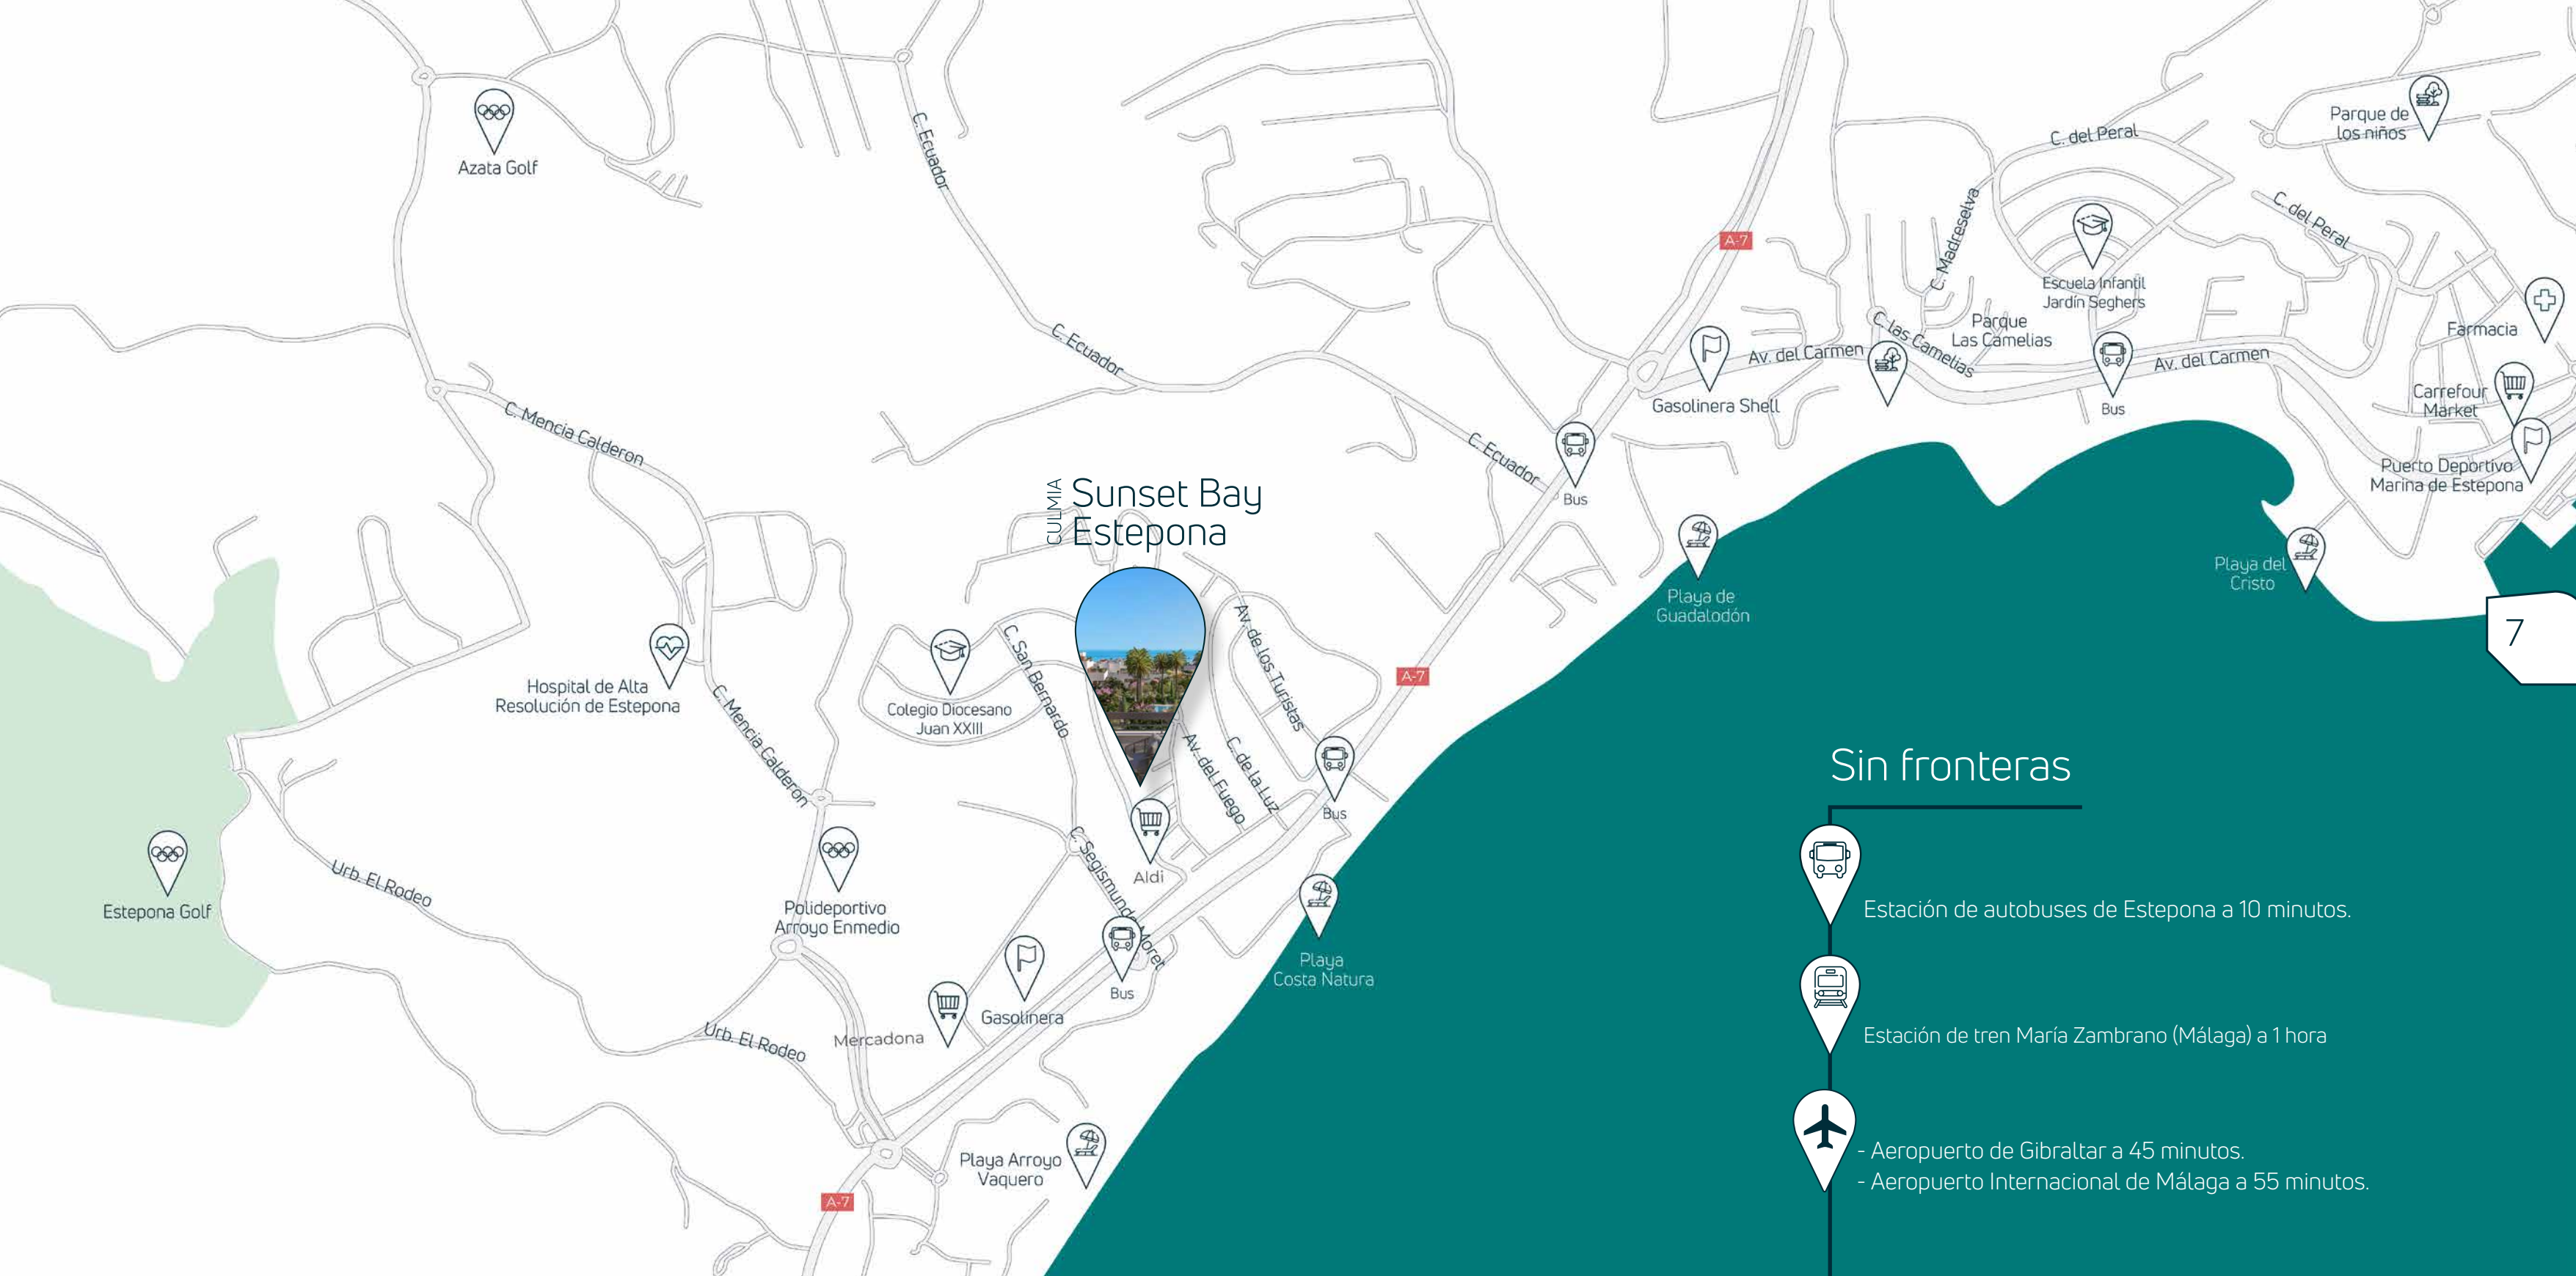 Azata Golf
C. Ecuador
A-7
C. del Peral
Parque de
los niños
C. del Peral
C. Madreselva
Escuela Infantil
Jardín Seghers
Farmacia
Parque
Las Camelias
C. las Camelias
Av. del Carmen
Av. del Carmen
Gasolinera Shell
Bus
Carrefour
Market
Puerto Deportivo
Marina de Estepona
C. Ecuador
C. Ecuador
Bus
C. Mencia Calderon
CULMIA
Sunset Bay
Estepona
Playa de
Guadalodón
Playa del
Cristo
7
A-7
Hospital de Alta
Resolución de Estepona
C. Mencia Calderon
Colegio Diocesano
Juan XXIII
C. San Bernardo
Av. de los Turistas
Av. del Fuego
C. de la Luz
Bus
Aldi
C. Segismundo Moret
Estepona Golf
Urb. El Rodeo
Polideportivo
Arroyo Enmedio
Playa
Costa Natura
Bus
Gasolinera
Mercadona
Urb. El Rodeo
Playa Arroyo
Vaquero
A-7
Sin fronteras
Estación de autobuses de Estepona a 10 minutos.
Estación de tren María Zambrano (Málaga) a 1 hora
- Aeropuerto de Gibraltar a 45 minutos.
- Aeropuerto Internacional de Málaga a 55 minutos.